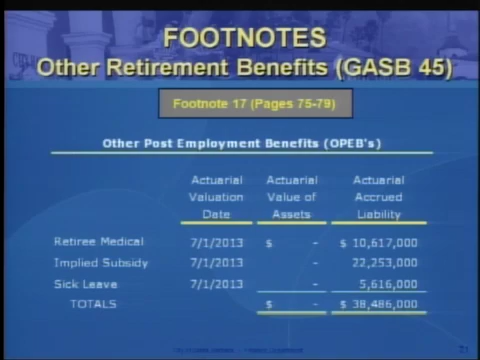 FOOTNOTES
Other Retirement Benefits (GASB 45)
Footnote 17 (Pages 75-79)
Other Post Employment Benefits (OPEB's)
Actuarial Actuarial Actuarial
Valuation Value of Accrued
Date Assets Liability
Retiree Medical 7/1/2013 $ - $ 10,617,000
Implied Subsidy 7/1/2013 - 22,253,000
Sick Leave 7/1/2013 - 5,616,000
TOTALS $ - $ 38,486,000
21